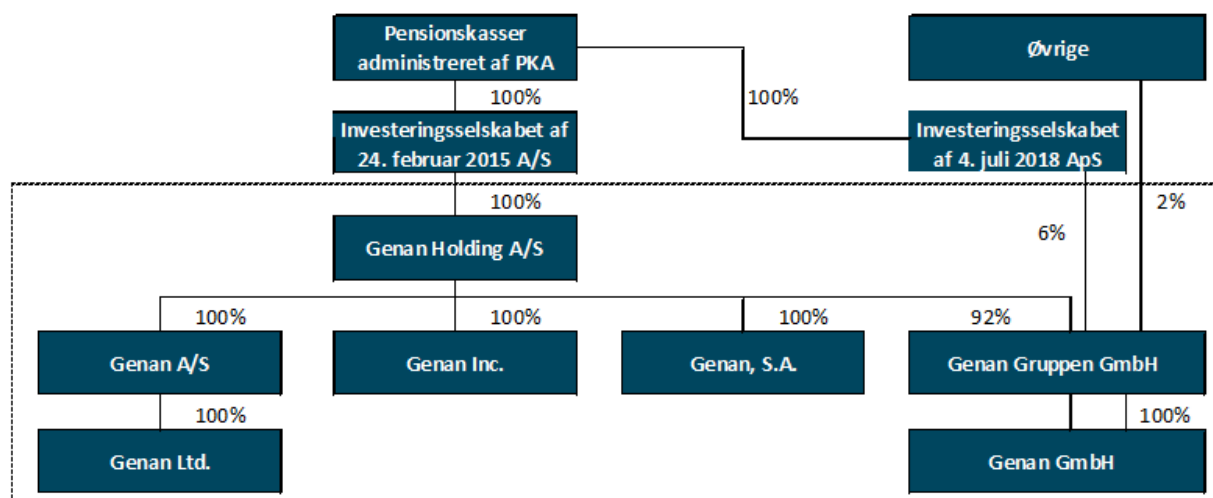 Pensionskasser
administreret af PKA
Øvrige
100%
100%
Investeringsselskabet af
24. februar 2015 A/S
Investeringsselskabet
af 4. juli 2018 ApS
100%
2%
Genan Holding A/S
6%
100%
100%
100%
92%
Genan A/S
Genan Inc.
Genan, S.A.
Genan Gruppen GmbH
100%
100%
Genan Ltd.
Genan GmbH